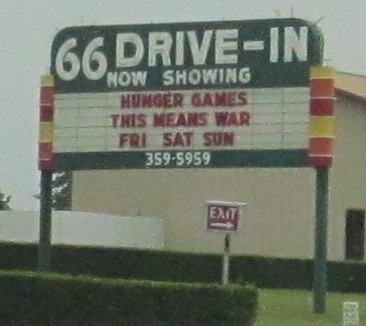 66 DRIVE-IN
NOW SHOWING
HUNGER GAMES
THIS MEANS WAR
FRI SAT SUN
359-5959
EXIT